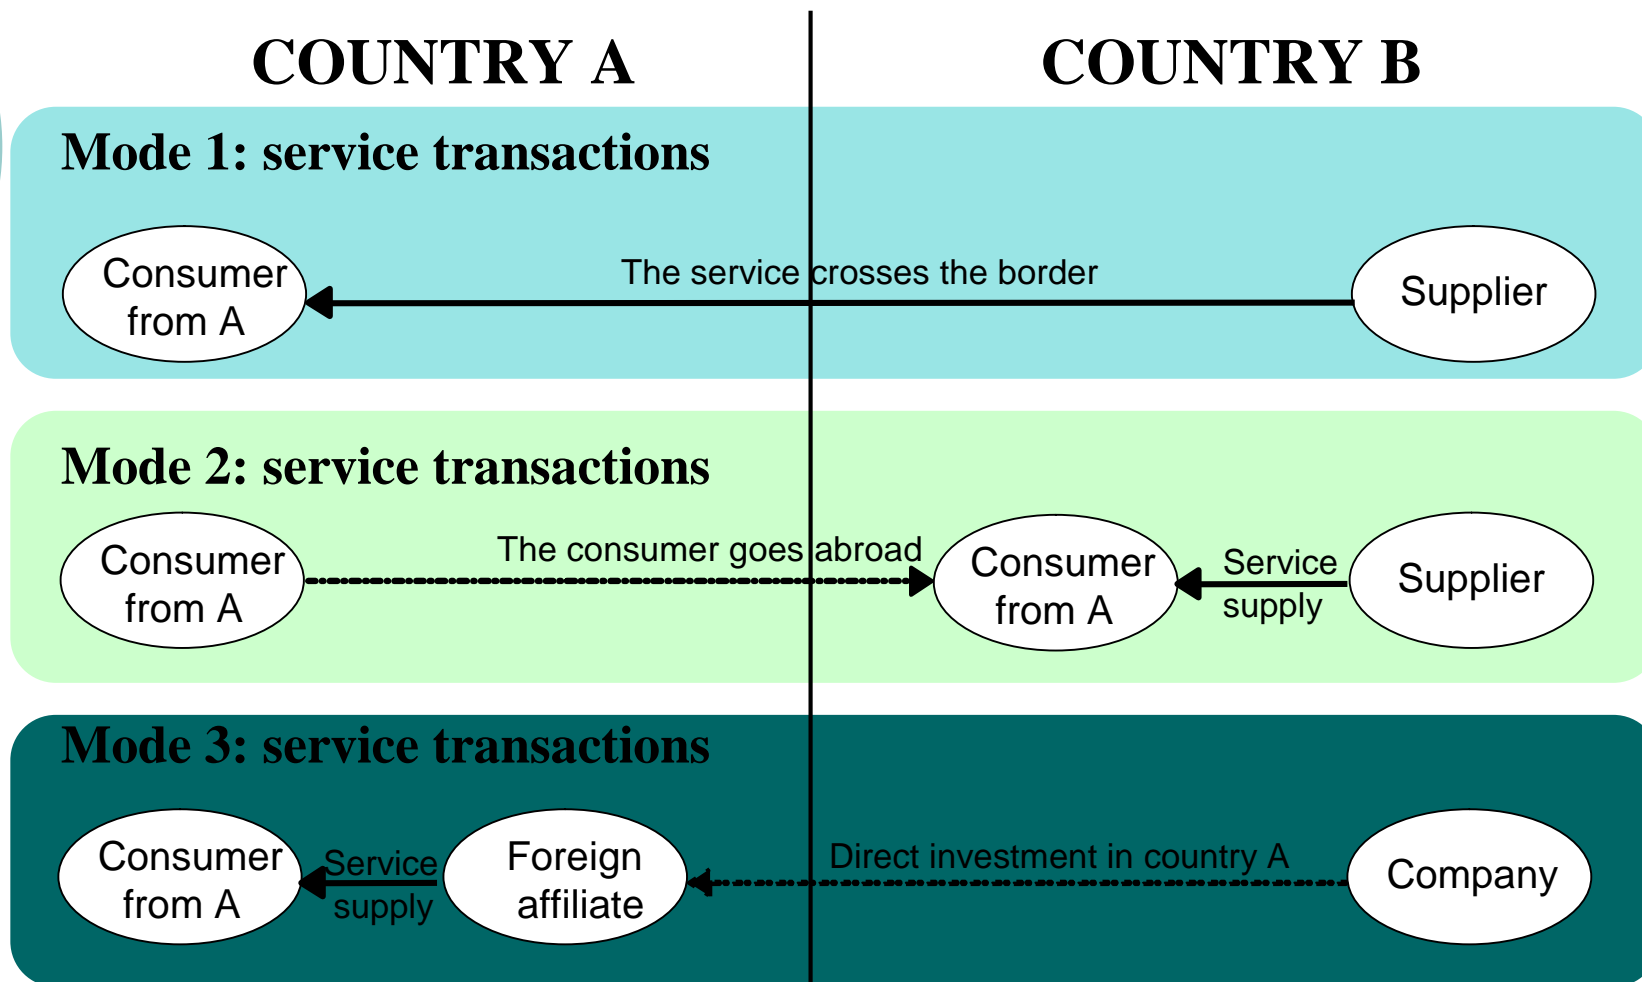 COUNTRY A
COUNTRY B
Mode 1: service transactions
Consumer
from A
The service crosses the border
Supplier
Mode 2: service transactions
Consumer
from A
The consumer goes abroad
Consumer
from A
Service
supply
Supplier
Mode 3: service transactions
Consumer
from A
Service
supply
Foreign
affiliate
Direct investment in country A
Company